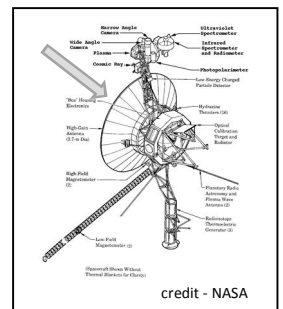 Narrow Angle
Camera
Wide Angle
Camera
Plasma
Cosmic Ray
Ultraviolet
Spectrometer
Infrared
Spectrometer
and Radiometer
Photopolarimeter
Low-Energy Charged
Particle Detector
"Bus" Housing
Electronics
Hydrazine
Thrusters (16)
High-Gain
Antenna
(3.7-m Dia)
Optical
Calibration
Target and
Radiator
High-Field
Magnetometer
(2)
Planetary Radio
Astronomy and
Plasma Wave
Antenna (2)
Radioisotope
Thermoelectric
Generator (3)
Low-Field
Magnetometer (2)
(Spacecraft Shown Without
Thermal Blankets for Clarity)
credit - NASA